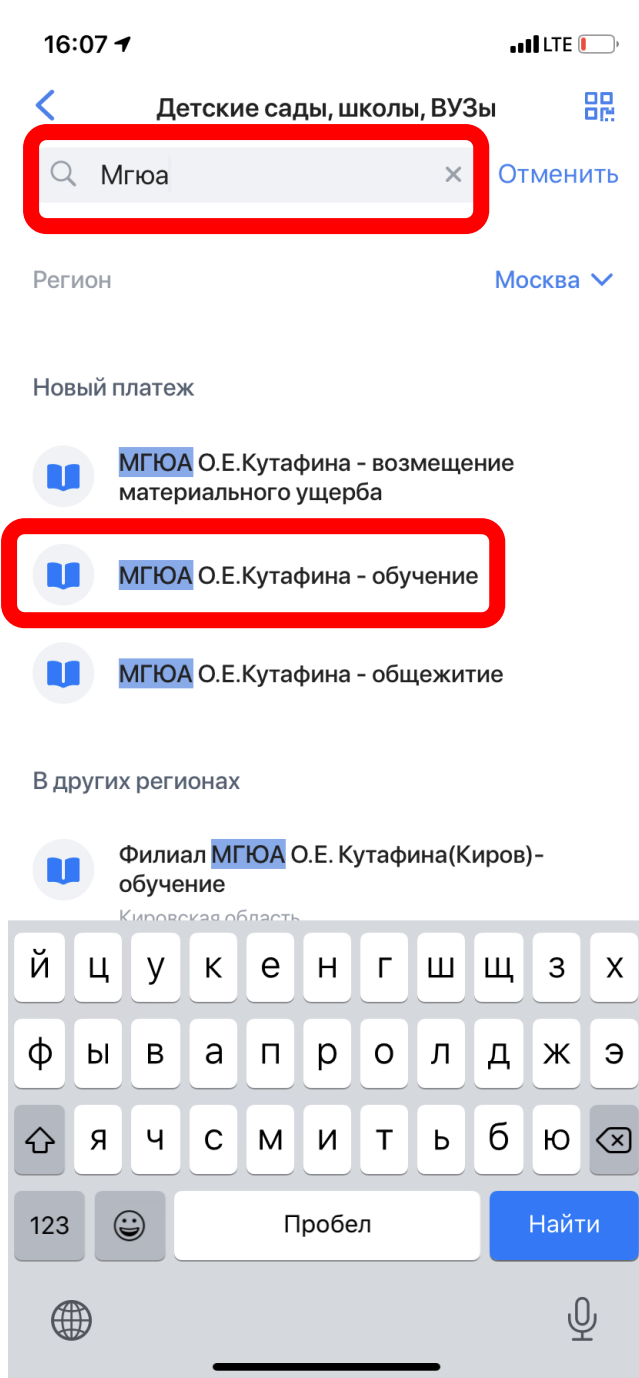 16:07
LTE
Детские сады, школы, ВУЗы
Мгюа
Отменить
Регион
Москва
Новый платеж
МГЮА О.Е.Кутафина - возмещение
материального ущерба
МГЮА О.Е.Кутафина - обучение
МГЮА О.Е.Кутафина - общежитие
В других регионах
Филиал МГЮА О.Е. Кутафина(Киров)-
обучение
Кировская область
й ц у к е н г ш щ з х
ф ы в а п р о л д ж э
я ч с м и т ь б ю
123
Пробел
Найти